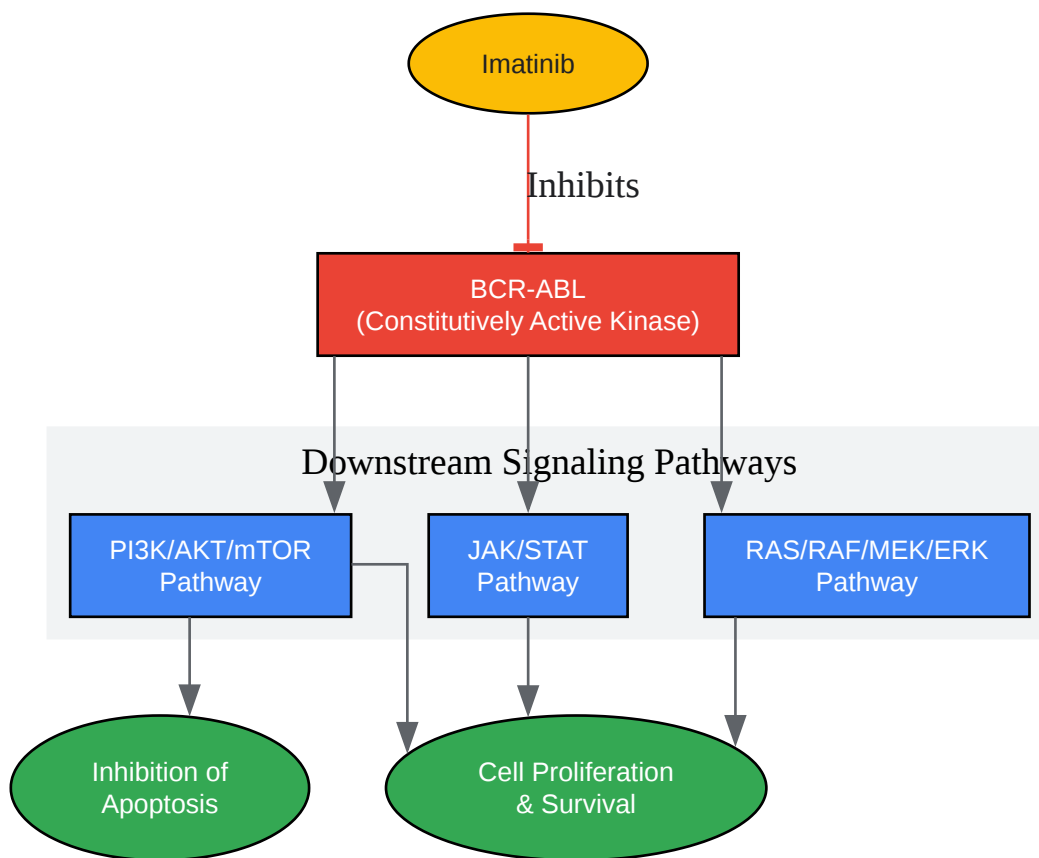 Imatinib
Inhibits
BCR-ABL
(Constitutively Active Kinase)
Downstream Signaling Pathways
PI3K/AKT/mTOR
Pathway
JAK/STAT
Pathway
RAS/RAF/MEK/ERK
Pathway
Inhibition of
Apoptosis
Cell Proliferation
& Survival